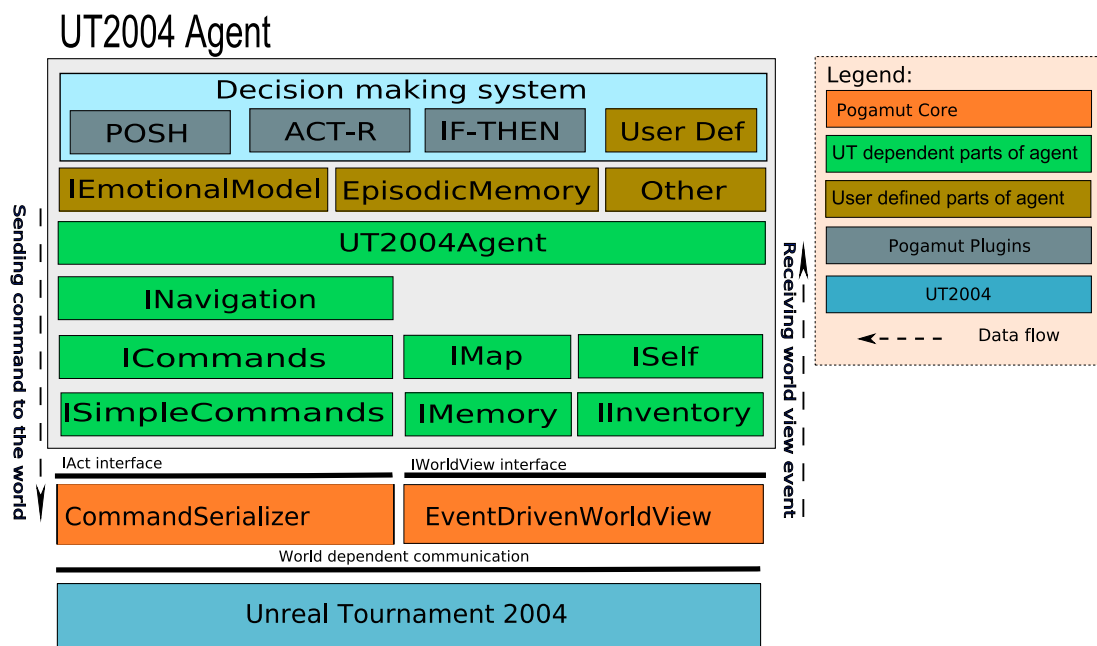 UT2004 Agent
Decision making system
POSH
ACT-R
IF-THEN
User Def
IEmotionalModel
EpisodicMemory
Other
UT2004Agent
INavigation
ICommands
IMap
ISelf
ISimpleCommands
IMemory
IInventory
IAct interface
IWorldView interface
CommandSerializer
EventDrivenWorldView
World dependent communication
Unreal Tournament 2004
Sending command to the world
Receiving world view event
Legend:
Pogamut Core
UT dependent parts of agent
User defined parts of agent
Pogamut Plugins
UT2004
Data flow